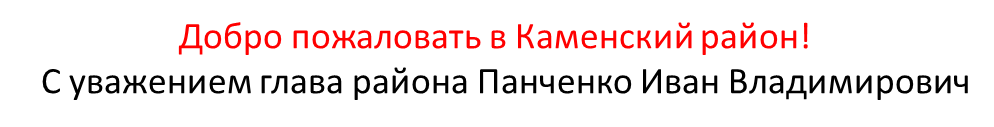 Добро пожаловать в Каменский район!
С уважением глава района Панченко Иван Владимирович